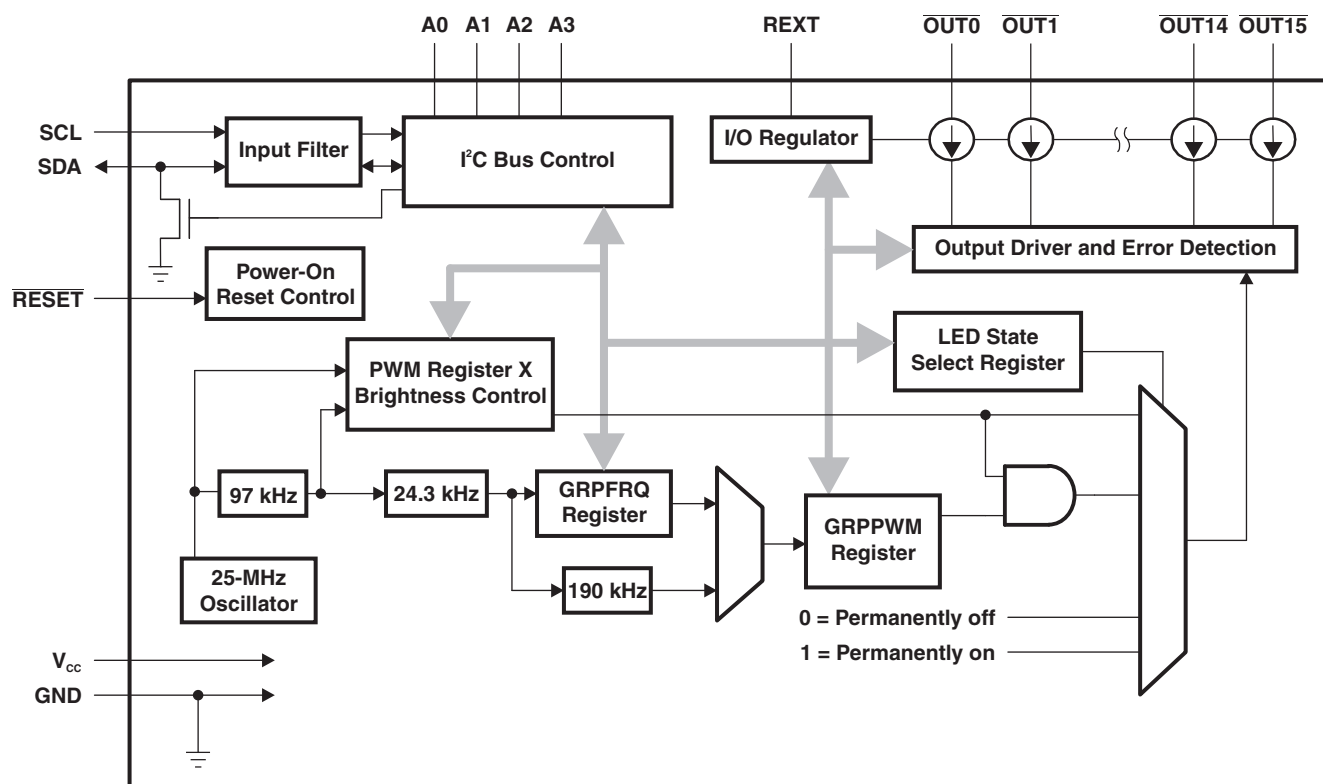 A0 A1 A2 A3 REXT OUT0 OUT1 OUT14 OUT15
SCL
SDA
Input Filter
I²C Bus Control
I/O Regulator
Output Driver and Error Detection
RESET
Power-On
Reset Control
PWM Register X
Brightness Control
LED State
Select Register
97 kHz
24.3 kHz
GRPFRQ
Register
GRPPWM
Register
25-MHz
Oscillator
190 kHz
0 = Permanently off
1 = Permanently on
Vcc
GND